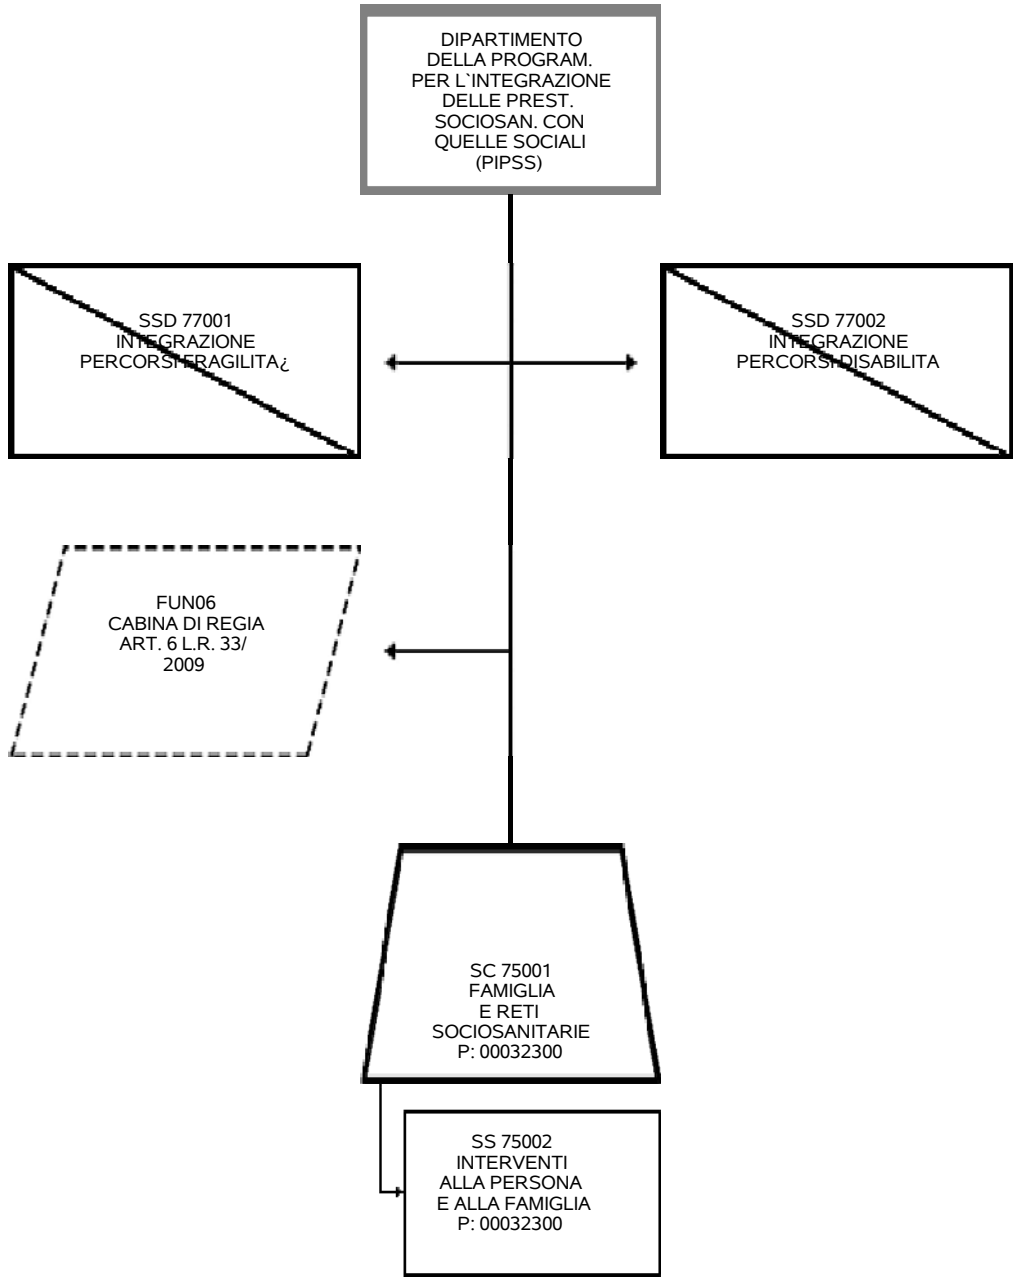 DIPARTIMENTO
DELLA PROGRAM.
PER L`INTEGRAZIONE
DELLE PREST.
SOCIOSAN. CON
QUELLE SOCIALI
(PIPSS)
SSD 77001
INTEGRAZIONE
PERCORSI FRAGILITA¿
SSD 77002
INTEGRAZIONE
PERCORSI DISABILITA
FUN06
CABINA DI REGIA
ART. 6 L.R. 33/
2009
SC 75001
FAMIGLIA
E RETI
SOCIOSANITARIE
P: 00032300
SS 75002
INTERVENTI
ALLA PERSONA
E ALLA FAMIGLIA
P: 00032300